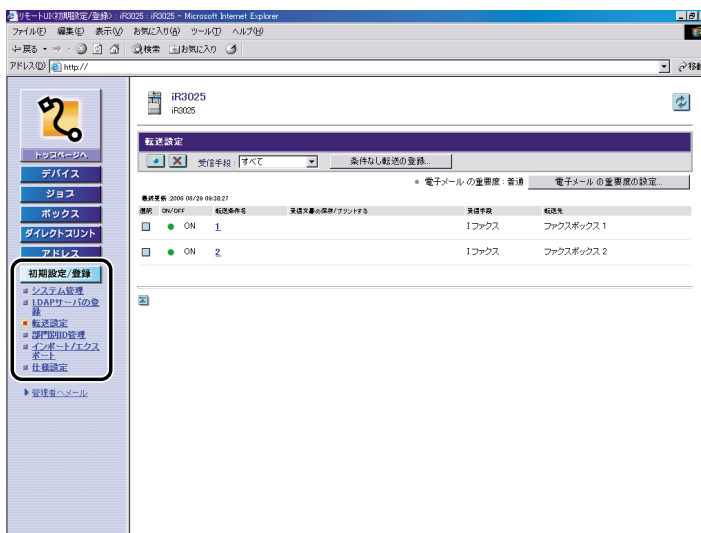 リモートUI<初期設定/登録> : iR3025 : iR3025 - Microsoft Internet Explorer
ファイル(F) 編集(E) 表示(V) お気に入り(A) ツール(T) ヘルプ(H)
戻る 検索 お気に入り
アドレス(D) http:// 移動
iR3025
iR3025
トップページへ
デバイス
ジョブ
ボックス
ダイレクトプリント
アドレス
初期設定/登録
システム管理
LDAPサーバの登
録
転送設定
部門別ID管理
インポート/エクス
ポート
仕様設定
管理者へメール
転送設定
受信手段 : すべて 条件なし転送の登録...
電子メール の重要度 : 普通 電子メール の重要度の設定...
最終更新 :2006 06/29 09:38:27
選択 ON/OFF 転送条件名 受信文書の保存/プリントする 受信手段 転送先
ON 1 Iファクス ファクスボックス 1
ON 2 Iファクス ファクスボックス 2